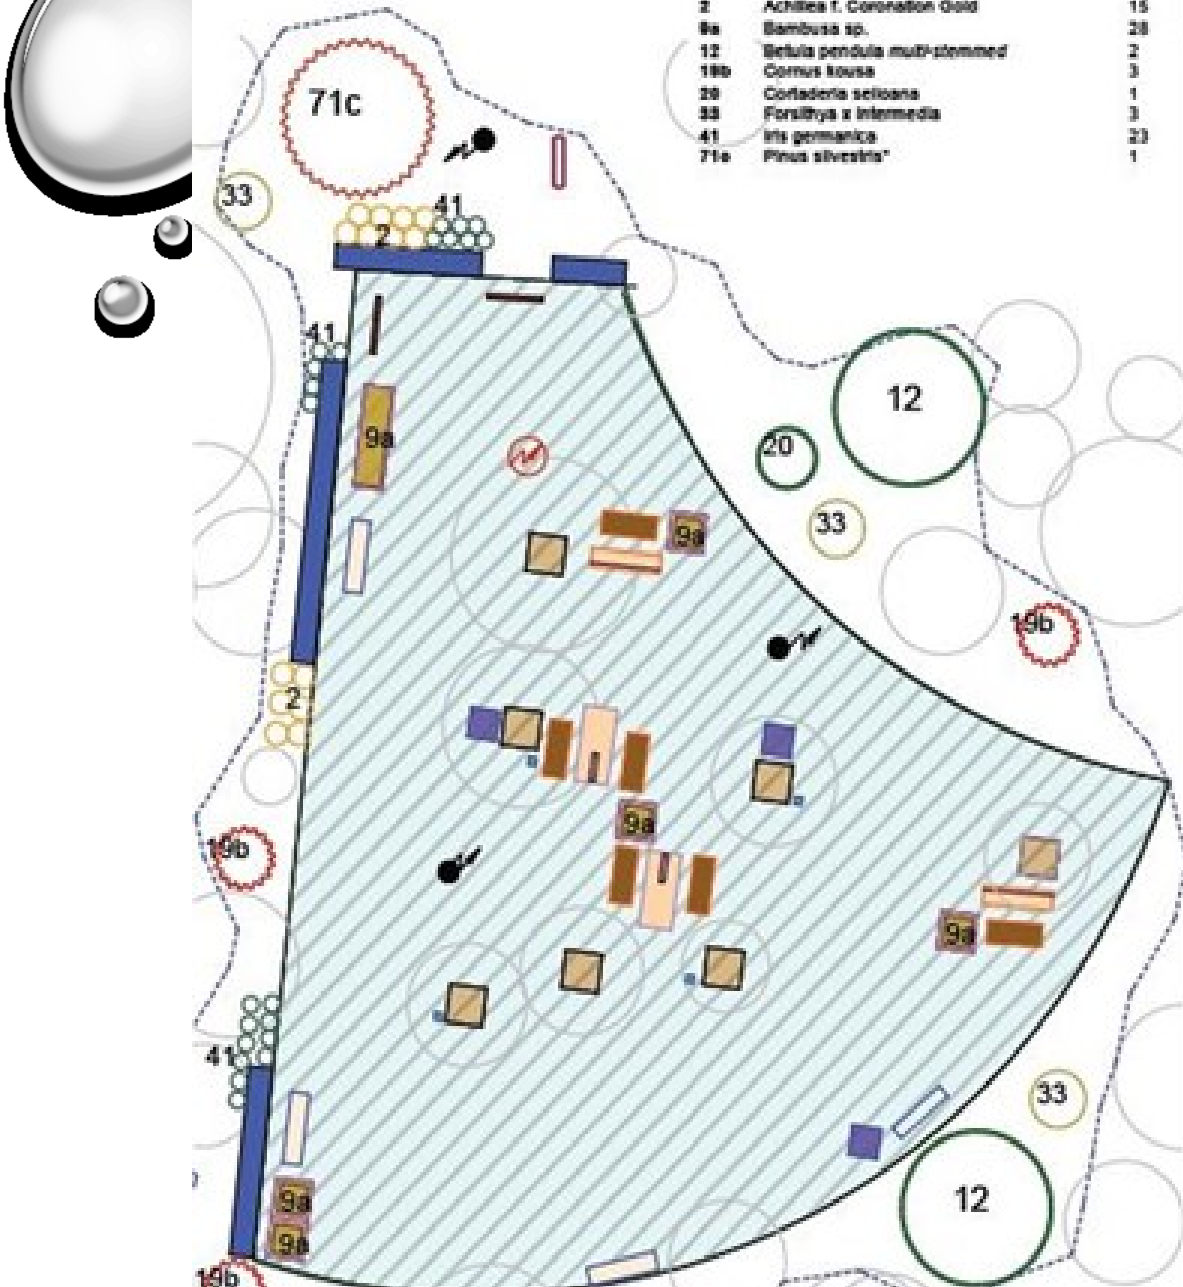 2 Achillea f. Coronation Gold 15
9a Bambusa sp. 28
12 Betula pendula multi-stemmed 2
19b Cornus kousa 3
20 Cortaderia selloana 1
33 Forsithya x intermedia 3
41 Iris germanica 23
71c Pinus silvestris* 1
71c
33
41
2
41
12
9a
20
33
9a
19b
2
9a
19b
9a
41
33
12
9a
9a
19b